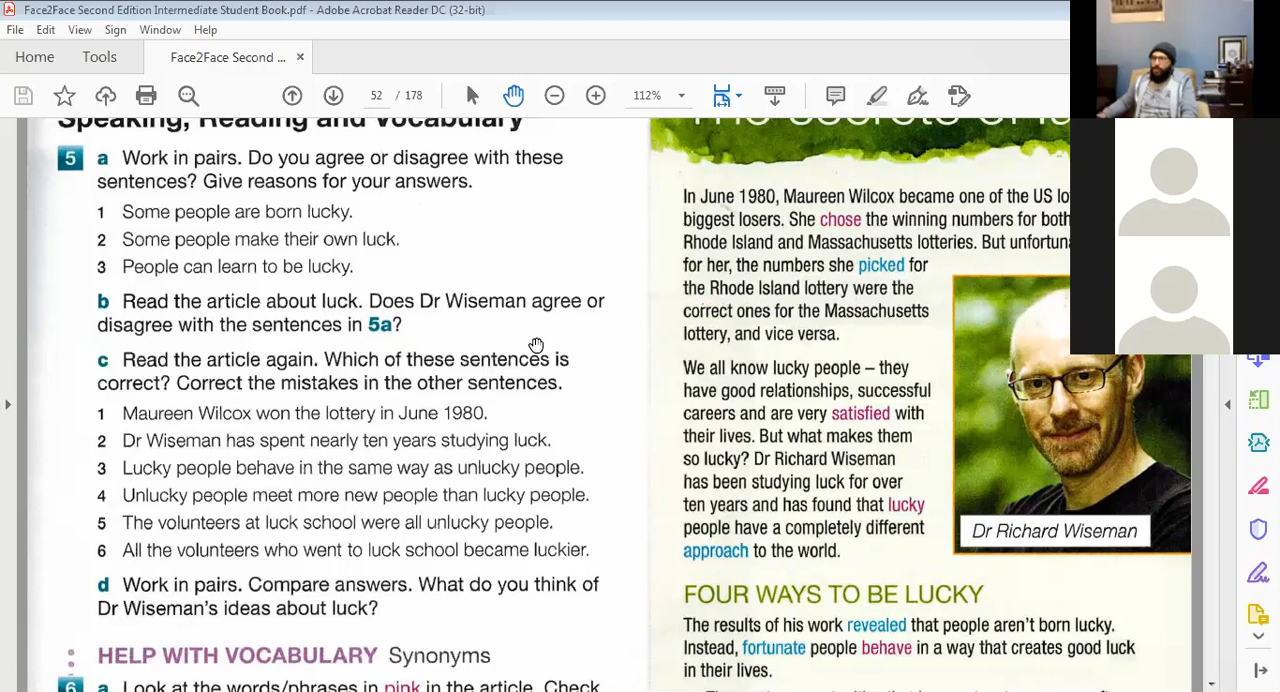 Face2Face Second Edition Intermediate Student Book.pdf - Adobe Acrobat Reader DC (32-bit)
File Edit View Sign Window Help
Home Tools Face2Face Second ... ×
52 / 178 112%
Speaking, Reading and Vocabulary
5 a Work in pairs. Do you agree or disagree with these
sentences? Give reasons for your answers.
1 Some people are born lucky.
2 Some people make their own luck.
3 People can learn to be lucky.
b Read the article about luck. Does Dr Wiseman agree or
disagree with the sentences in 5a?
c Read the article again. Which of these sentences is
correct? Correct the mistakes in the other sentences.
1 Maureen Wilcox won the lottery in June 1980.
2 Dr Wiseman has spent nearly ten years studying luck.
3 Lucky people behave in the same way as unlucky people.
4 Unlucky people meet more new people than lucky people.
5 The volunteers at luck school were all unlucky people.
6 All the volunteers who went to luck school became luckier.
d Work in pairs. Compare answers. What do you think of
Dr Wiseman's ideas about luck?
HELP WITH VOCABULARY Synonyms
6 a Look at the words/phrases in pink in the article. Check
In June 1980, Maureen Wilcox became one of the US
biggest losers. She chose the winning numbers for both
Rhode Island and Massachusetts lotteries. But
for her, the numbers she picked for
the Rhode Island lottery were the
correct ones for the Massachusetts
lottery, and vice versa.
We all know lucky people – they
have good relationships, successful
careers and are very satisfied with
their lives. But what makes them
so lucky? Dr Richard Wiseman
has been studying luck for over
ten years and has found that lucky
people have a completely different
approach to the world.
Dr Richard Wiseman
FOUR WAYS TO BE LUCKY
The results of his work revealed that people aren't born lucky.
Instead, fortunate people behave in a way that creates good luck
in their lives.